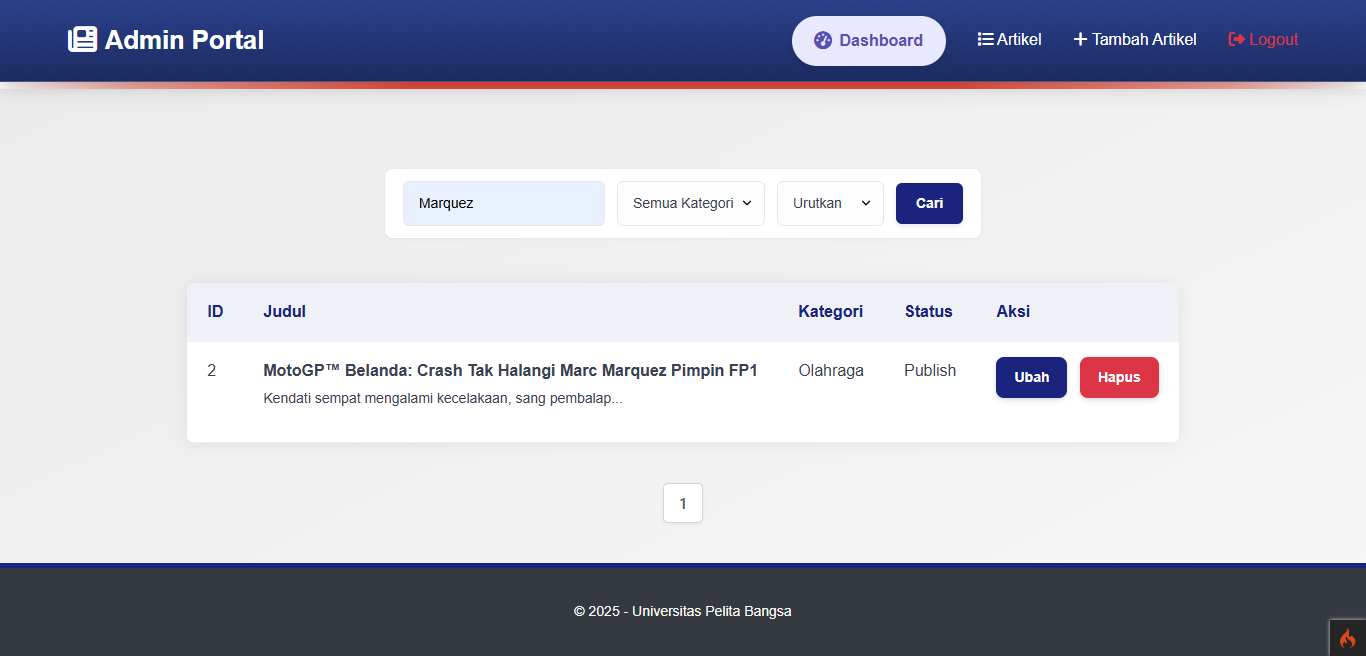 Admin Portal
Dashboard
Artikel
Tambah Artikel
Logout
Marquez
Semua Kategori
Urutkan
Cari
ID Judul Kategori Status Aksi
2 MotoGP™ Belanda: Crash Tak Halangi Marc Marquez Pimpin FP1 Olahraga Publish Ubah Hapus
Kendati sempat mengalami kecelakaan, sang pembalap...
1
© 2025 - Universitas Pelita Bangsa